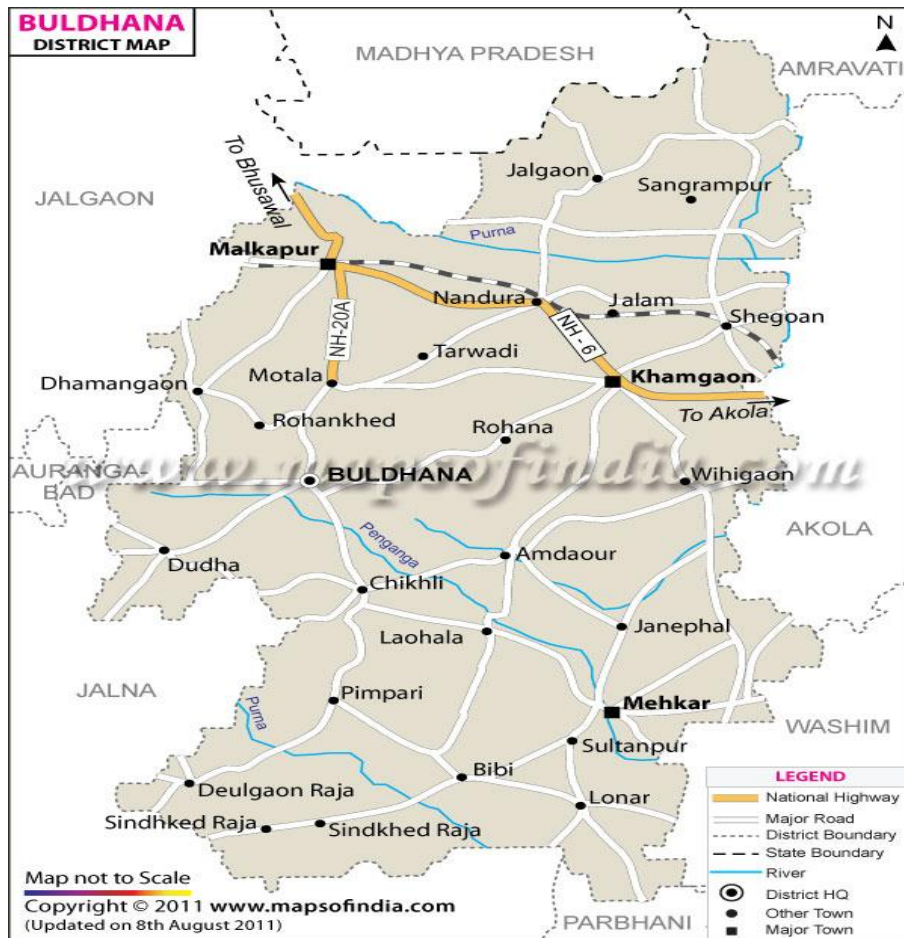 BULDHANA
DISTRICT MAP
N
MADHYA PRADESH
AMRAVATI
To Bhusawal
JALGAON
Jalgaon
Sangrampur
Purna
Malkapur
Nandura
Jalam
Shegoan
NH-20A
NH - 6
Tarwadi
Motala
Dhamangaon
Khamgaon
To Akola
Rohankhed
Rohana
AURANGA-
BAD
BULDHANA
Wihigaon
www.mapsofindia.com
Penganga
AKOLA
Dudha
Amdaour
Chikhli
Laohala
Janephal
JALNA
Pimpari
Purna
Mehkar
WASHIM
Sultanpur
Bibi
Deulgaon Raja
Lonar
Sindhked Raja
Sindkhed Raja
LEGEND
National Highway
Major Road
District Boundary
State Boundary
River
District HQ
Other Town
Major Town
Map not to Scale
Copyright © 2011 www.mapsofindia.com
(Updated on 8th August 2011)
PARBHANI